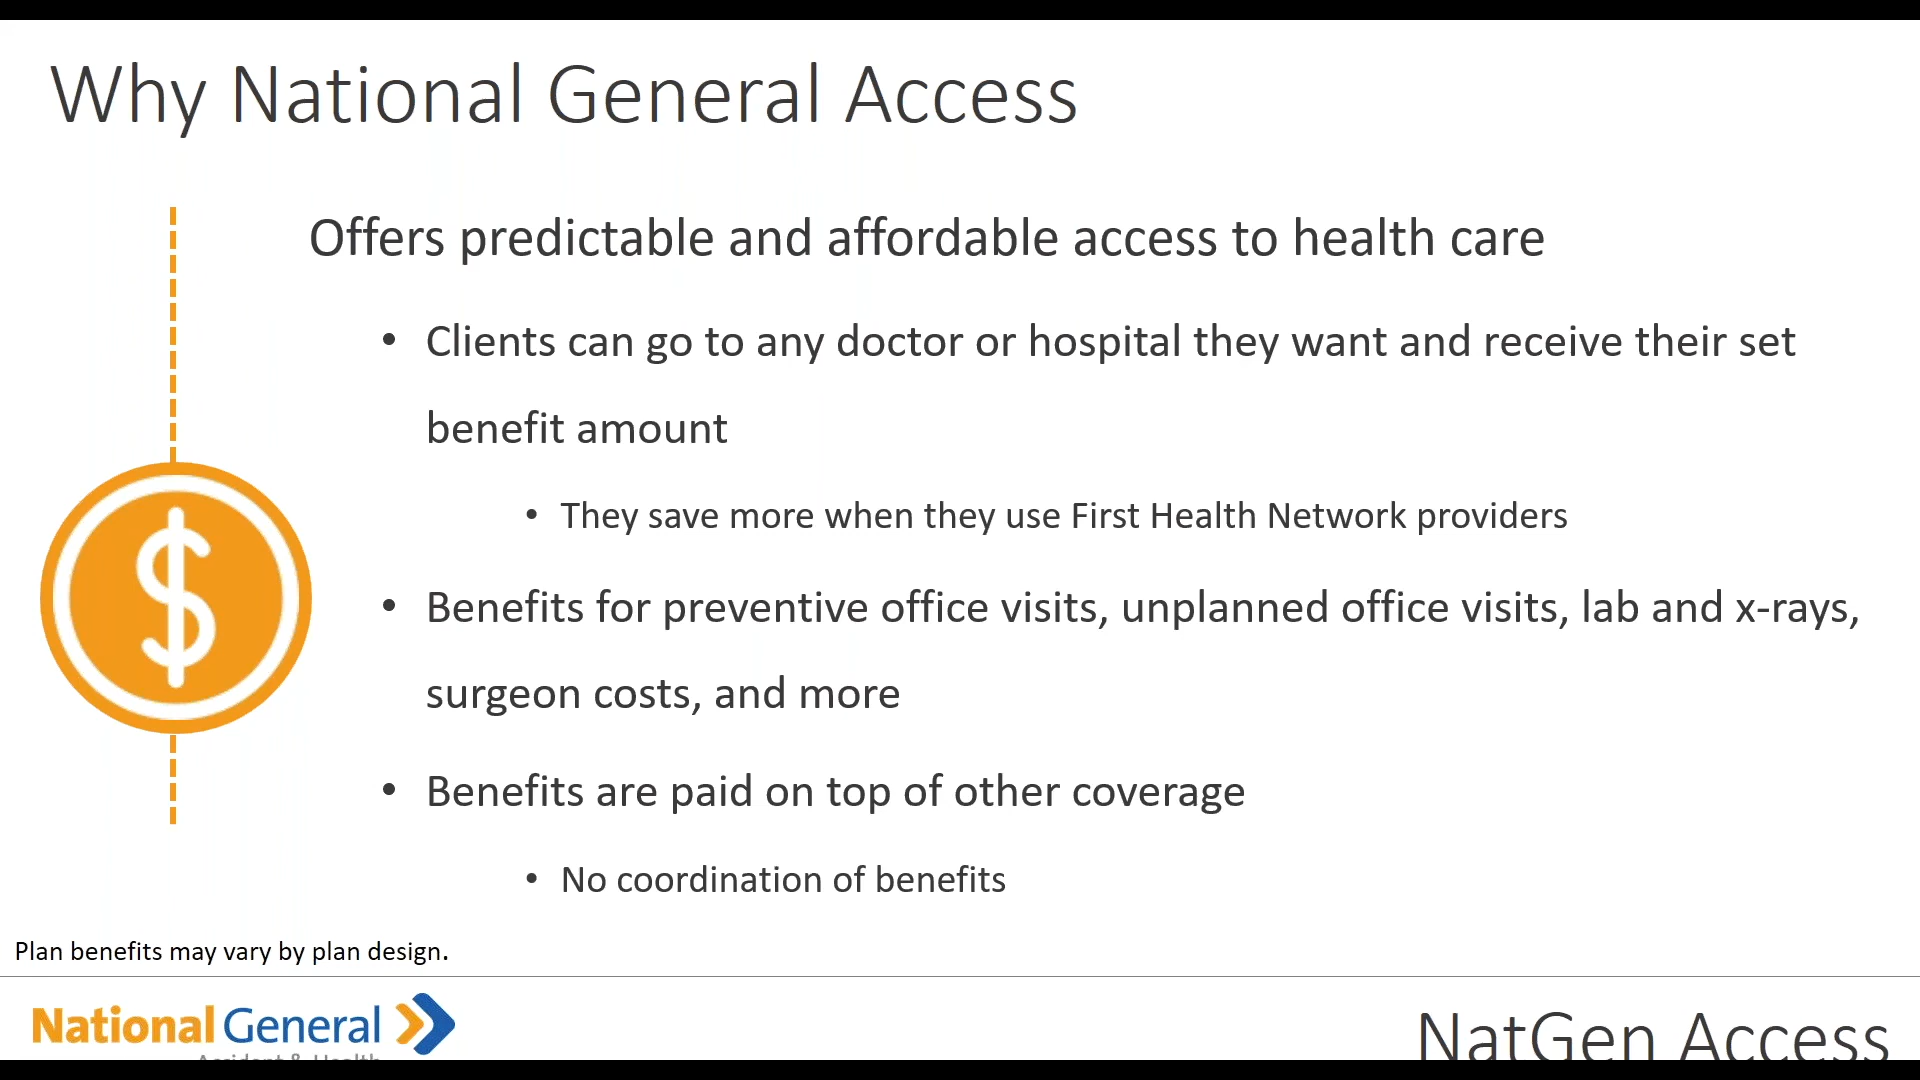 Why National General Access
Offers predictable and affordable access to health care
• Clients can go to any doctor or hospital they want and receive their set
benefit amount
• They save more when they use First Health Network providers
• Benefits for preventive office visits, unplanned office visits, lab and x-rays,
surgeon costs, and more
• Benefits are paid on top of other coverage
• No coordination of benefits
Plan benefits may vary by plan design.
National General
Accident & Health
NatGen Access